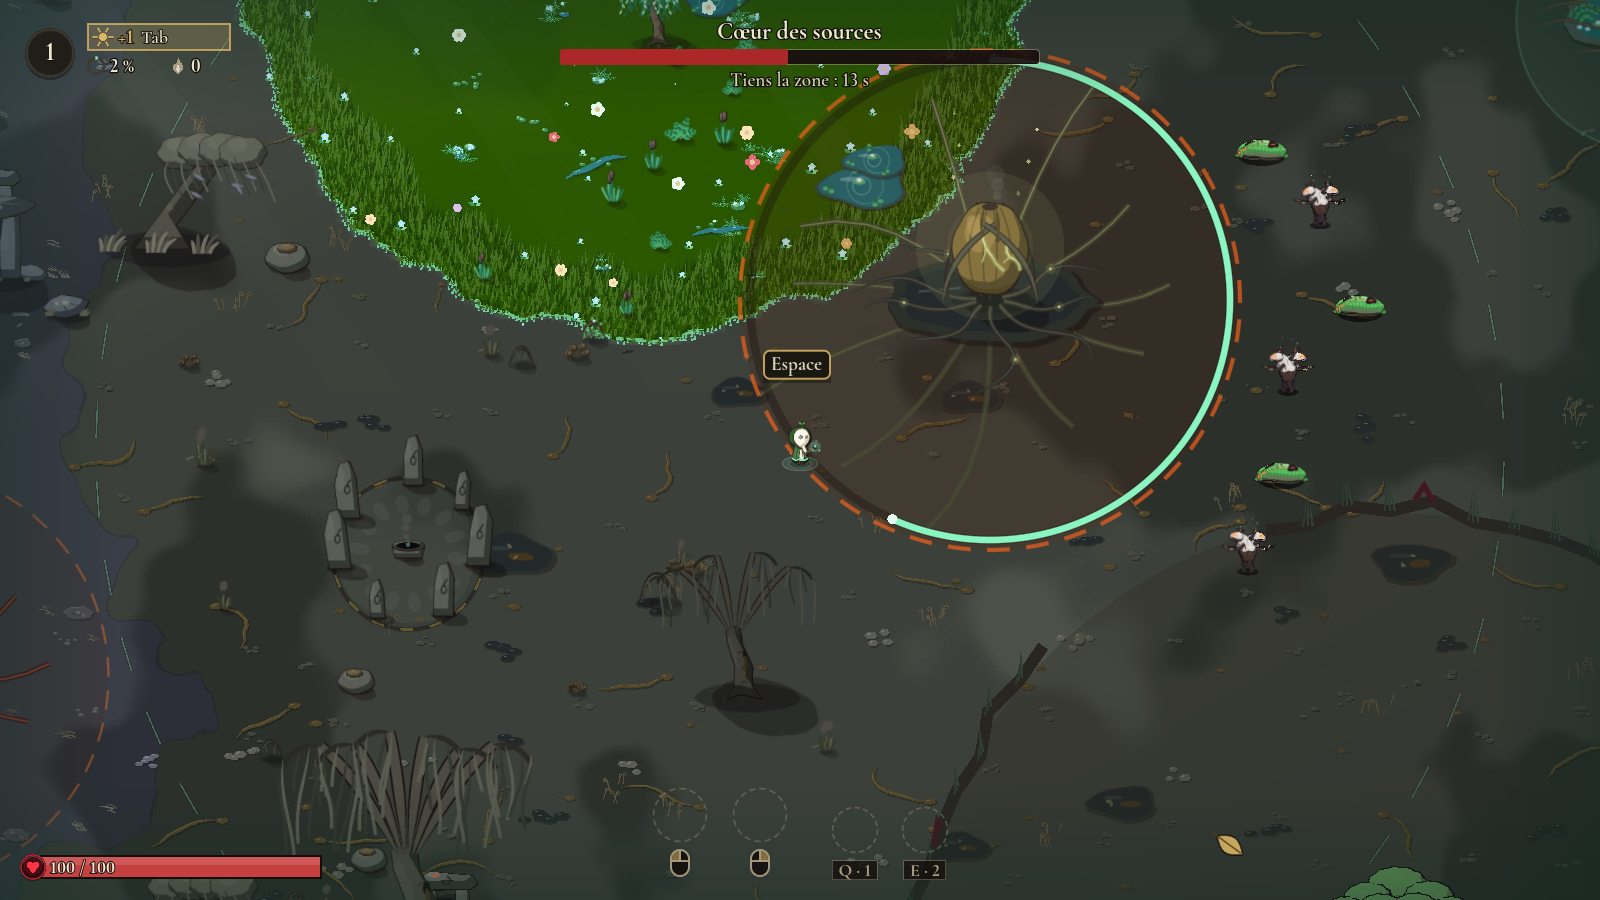 Cœur des sources
1
+1 Tab
2 %
0
Tiens la zone : 13 s
Espace
100 / 100
Q · 1
E · 2